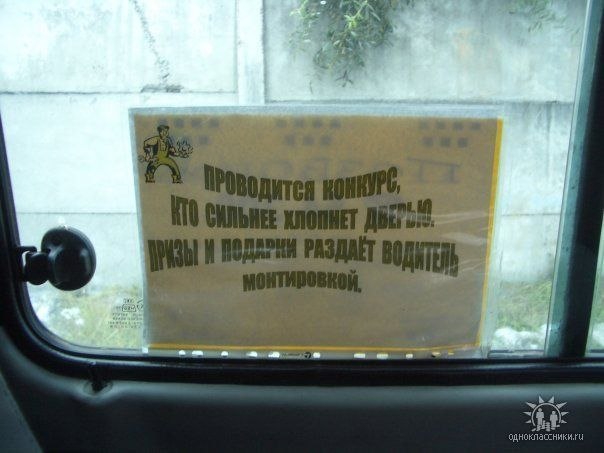 ПРОВОДИТСЯ КОНКУРС,
КТО СИЛЬНЕЕ ХЛОПНЕТ ДВЕРЬЮ.
ПРИЗЫ И ПОДАРКИ РАЗДАЁТ ВОДИТЕЛЬ
МОНТИРОВКОЙ.
одноклассники.ru